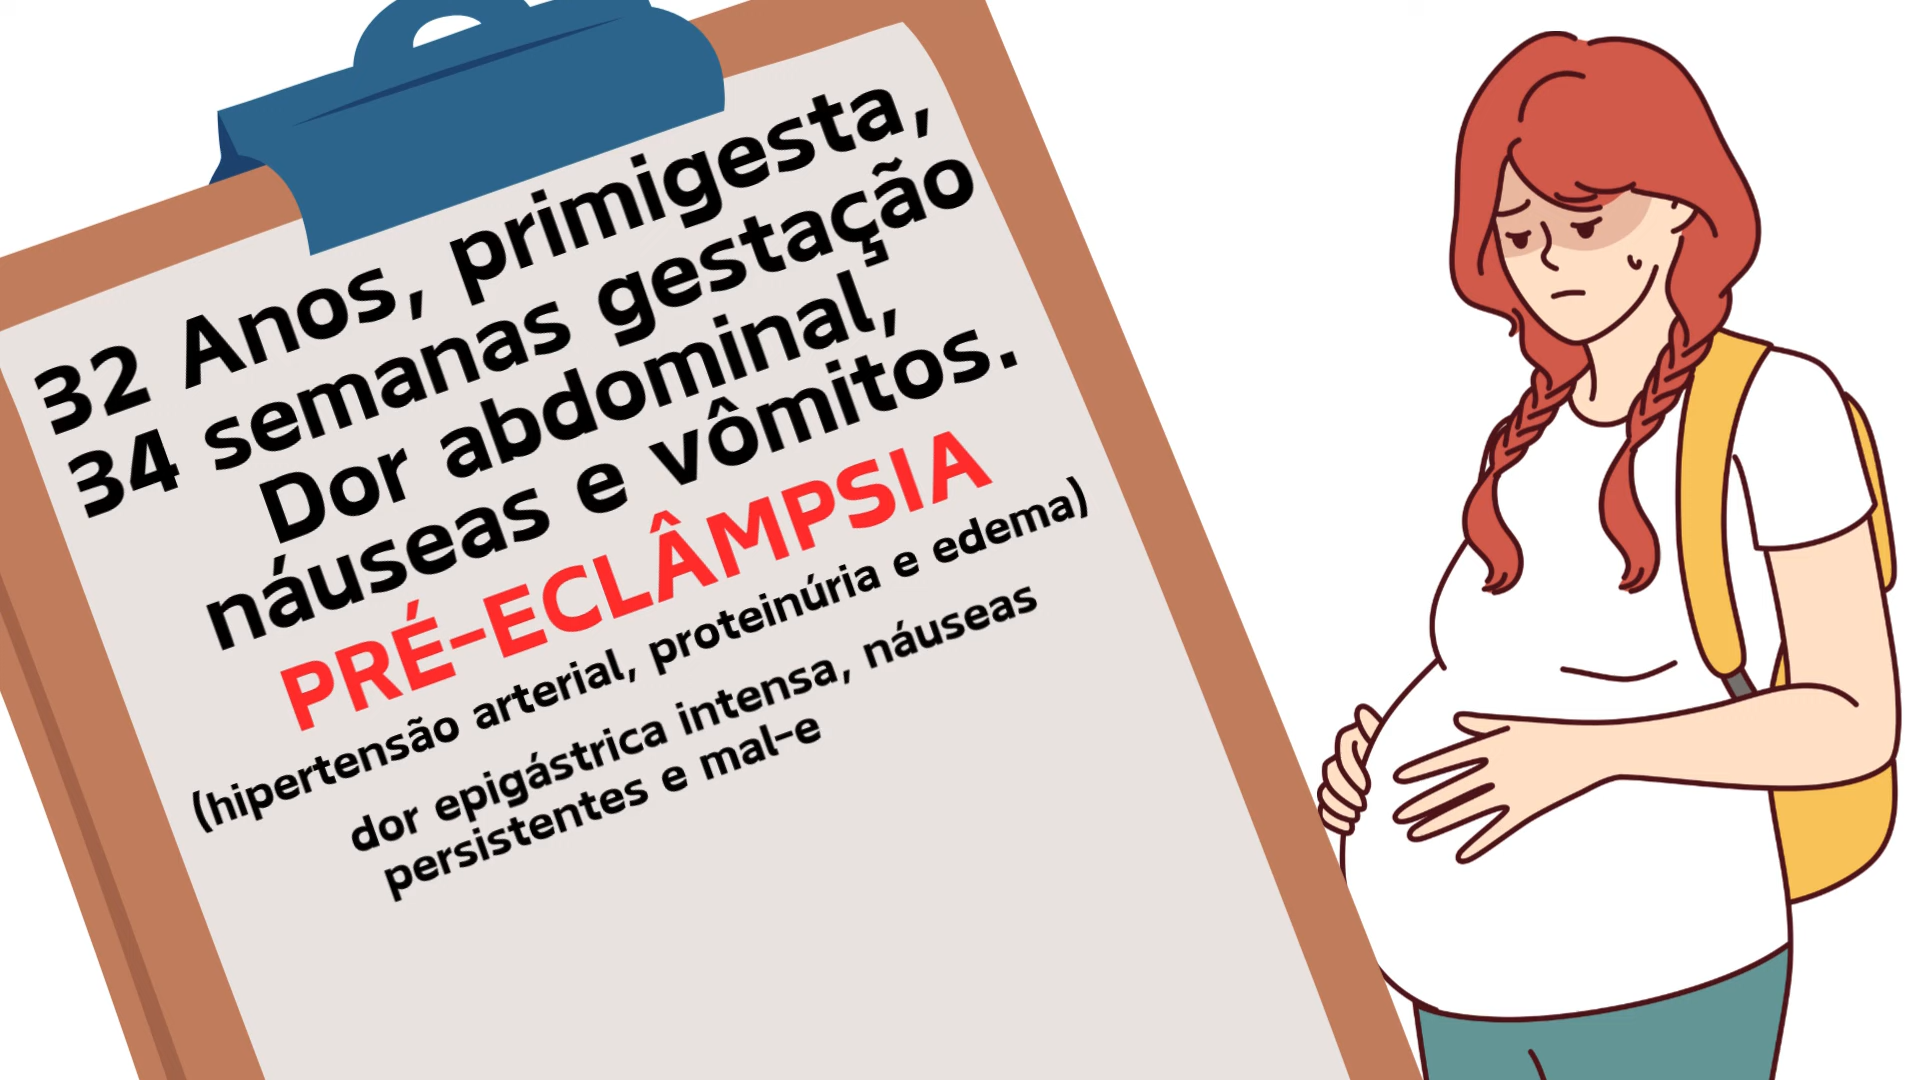 32 Anos, primigesta,
34 semanas gestação
Dor abdominal,
náuseas e vômitos.
PRÉ-ECLÂMPSIA
(hipertensão arterial, proteinúria e edema)
dor epigástrica intensa, náuseas
persistentes e mal-e